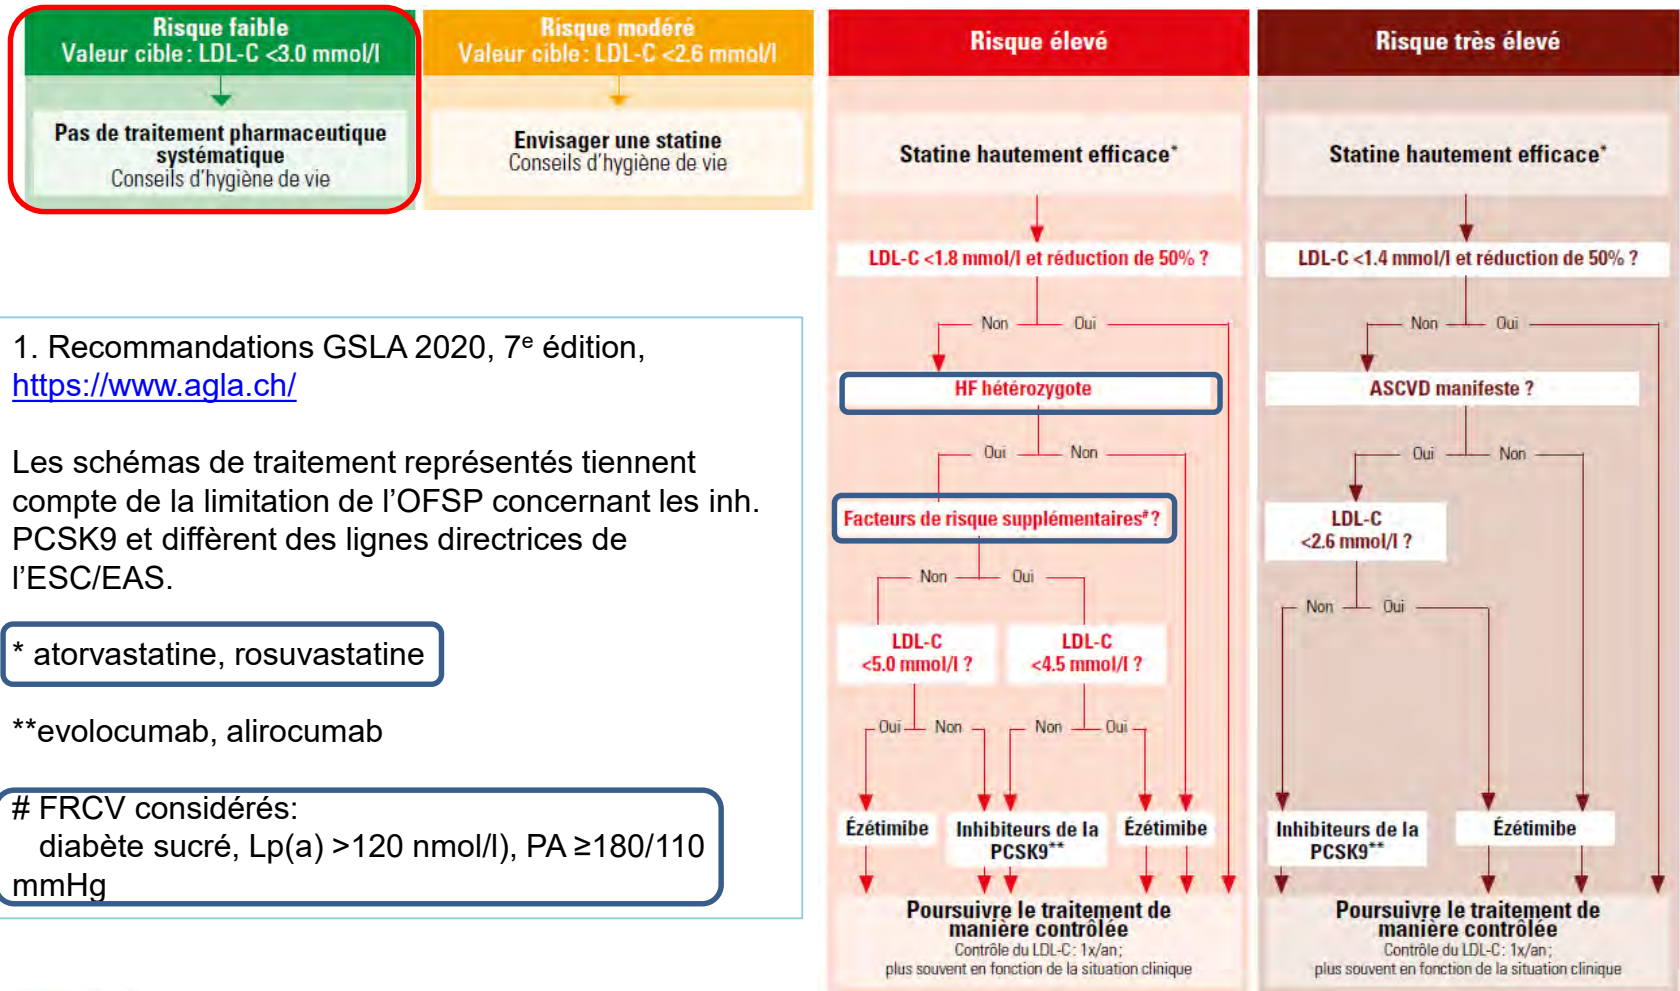 Risque faible
Valeur cible: LDL-C <3.0 mmol/l
Pas de traitement pharmaceutique
systématique
Conseils d'hygiène de vie
Risque modéré
Valeur cible: LDL-C <2.6 mmol/l
Envisager une statine
Conseils d'hygiène de vie
1. Recommandations GSLA 2020, 7e édition,
https://www.agla.ch/
Les schémas de traitement représentés tiennent
compte de la limitation de l'OFSP concernant les inh.
PCSK9 et diffèrent des lignes directrices de
l'ESC/EAS.
* atorvastatine, rosuvastatine
**evolocumab, alirocumab
# FRCV considérés:
diabète sucré, Lp(a) >120 nmol/l), PA ≥180/110
mmHg
Risque élevé
Statine hautement efficace*
LDL-C <1.8 mmol/l et réduction de 50% ?
Non Oui
HF hétérozygote
Oui Non
Facteurs de risque supplémentaires# ?
Non Oui
LDL-C
<5.0 mmol/l ?
LDL-C
<4.5 mmol/l ?
Oui Non Non Oui
Ézétimibe
Inhibiteurs de la
PCSK9**
Ézétimibe
Poursuivre le traitement de
manière contrôlée
Contrôle du LDL-C: 1x/an;
plus souvent en fonction de la situation clinique
Risque très élevé
Statine hautement efficace*
LDL-C <1.4 mmol/l et réduction de 50% ?
Non Oui
ASCVD manifeste ?
Oui Non
LDL-C
<2.6 mmol/l ?
Non Oui
Inhibiteurs de la
PCSK9**
Ézétimibe
Poursuivre le traitement de
manière contrôlée
Contrôle du LDL-C: 1x/an;
plus souvent en fonction de la situation clinique